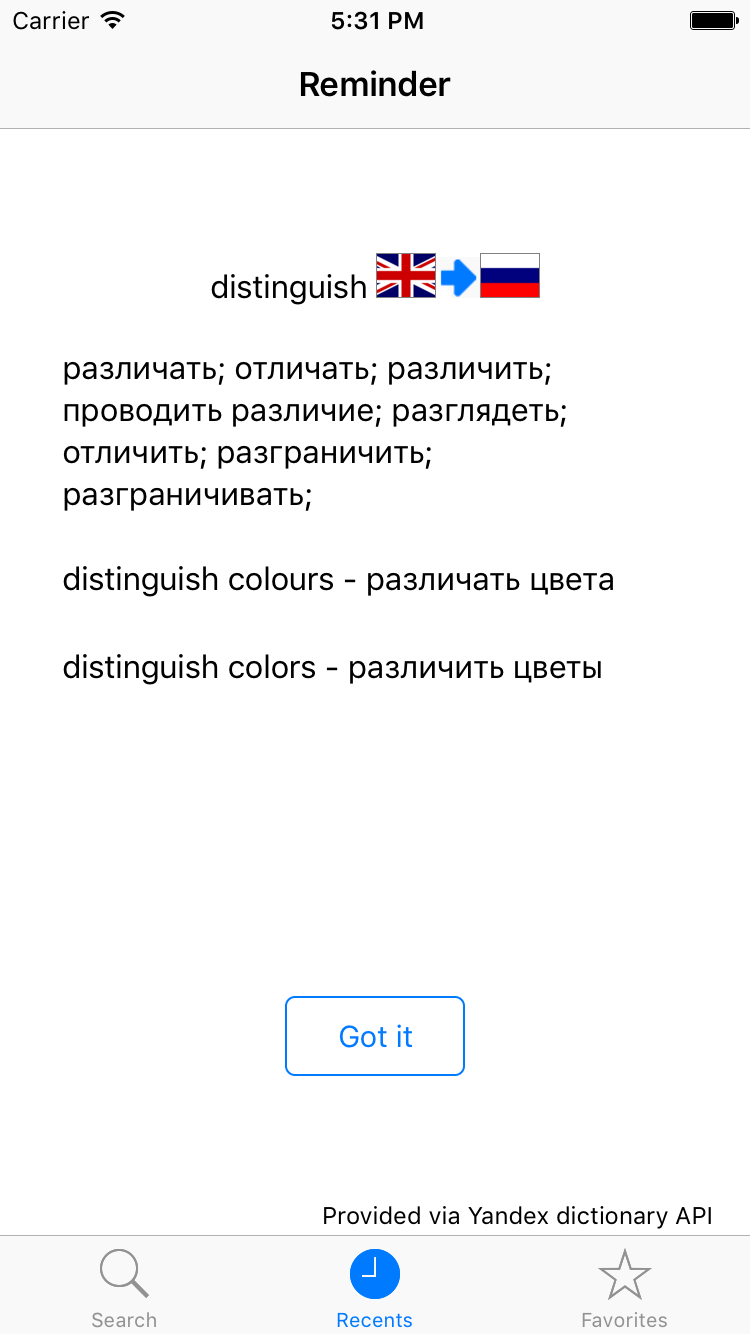 Carrier 5:31 PM
Reminder
distinguish
различать; отличать; различить;
проводить различие; разглядеть;
отличить; разграничить;
разграничивать;
distinguish colours - различать цвета
distinguish colors - различить цветы
Got it
Provided via Yandex dictionary API
Search Recents Favorites